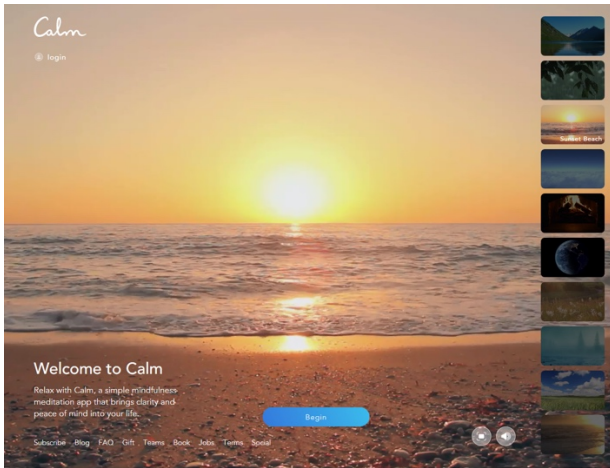 Calm
login
Sunset Beach
Welcome to Calm
Relax with Calm, a simple mindfulness
meditation app that brings clarity and
peace of mind into your life.
Begin
Subscribe Blog FAQ Gift Teams Book Jobs Terms Social